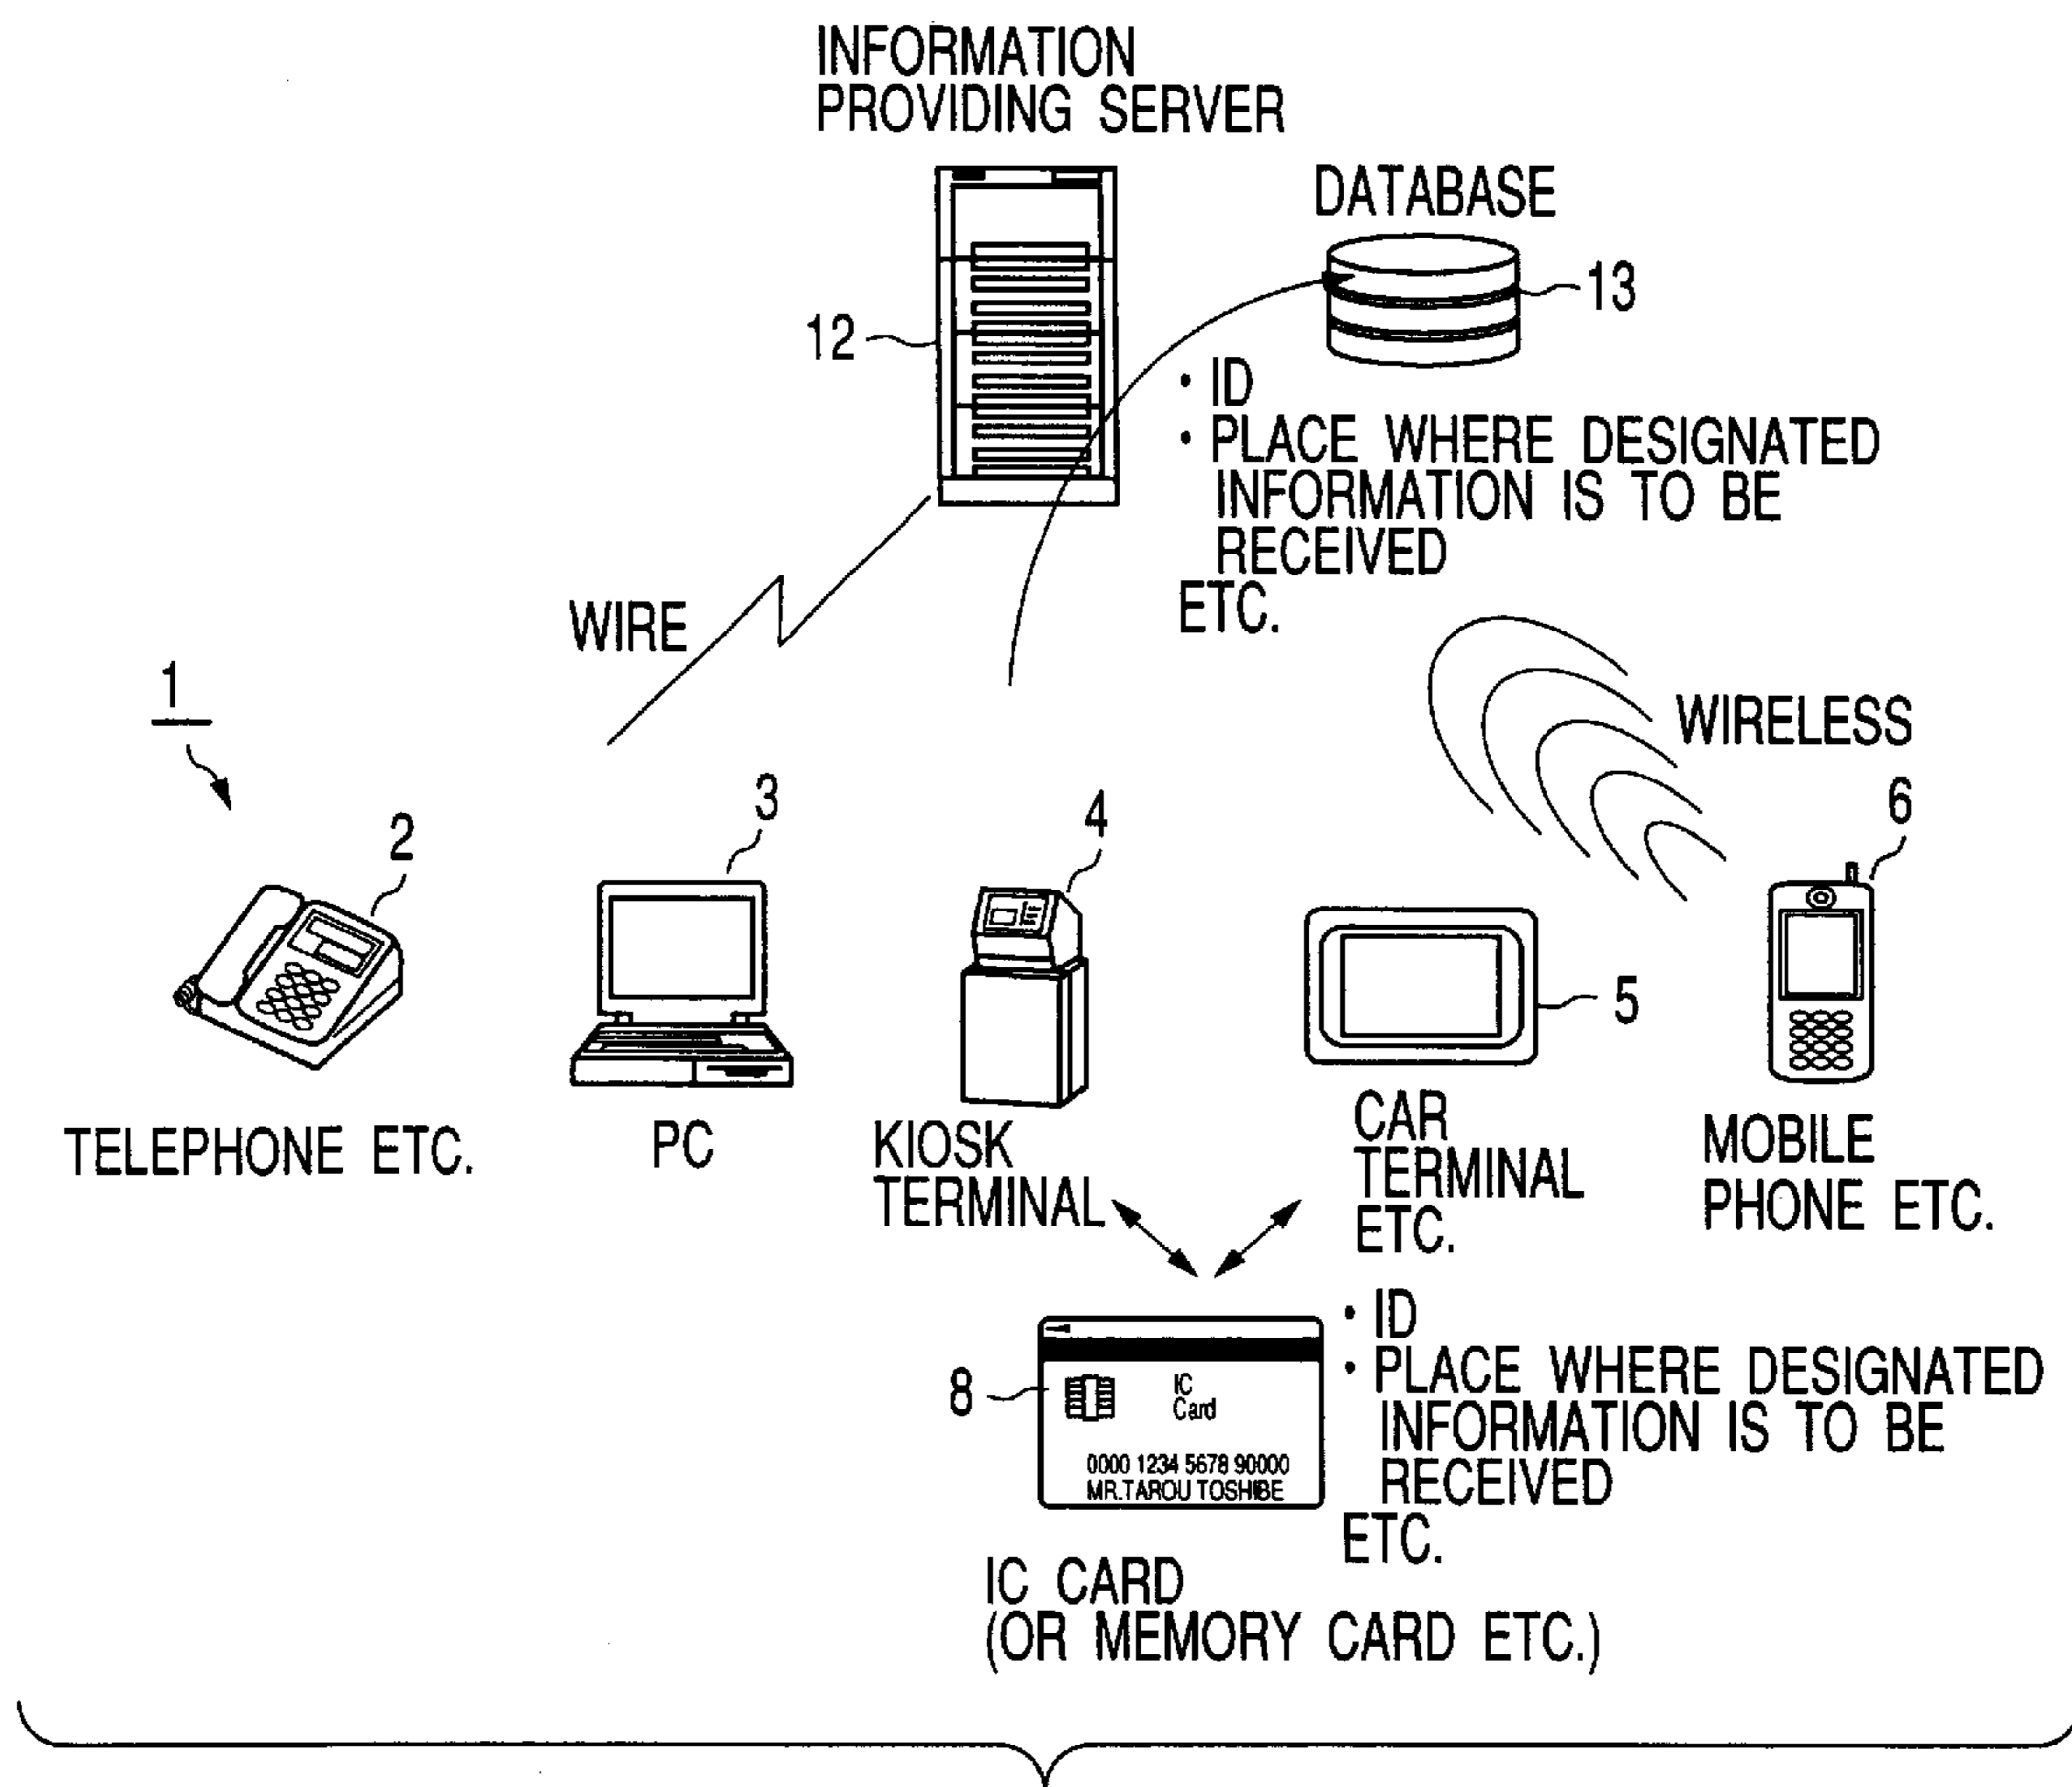 INFORMATION
PROVIDING SERVER
DATABASE
12
13
• ID
• PLACE WHERE DESIGNATED
INFORMATION IS TO BE
RECEIVED
ETC.
WIRE
WIRELESS
1
2
3
4
5
6
TELEPHONE ETC.
PC
KIOSK
TERMINAL
CAR
TERMINAL
ETC.
MOBILE
PHONE ETC.
8
IC
Card
0000 1234 5678 90000
MR.TAROU TOSHIBE
• ID
• PLACE WHERE DESIGNATED
INFORMATION IS TO BE
RECEIVED
ETC.
IC CARD
(OR MEMORY CARD ETC.)